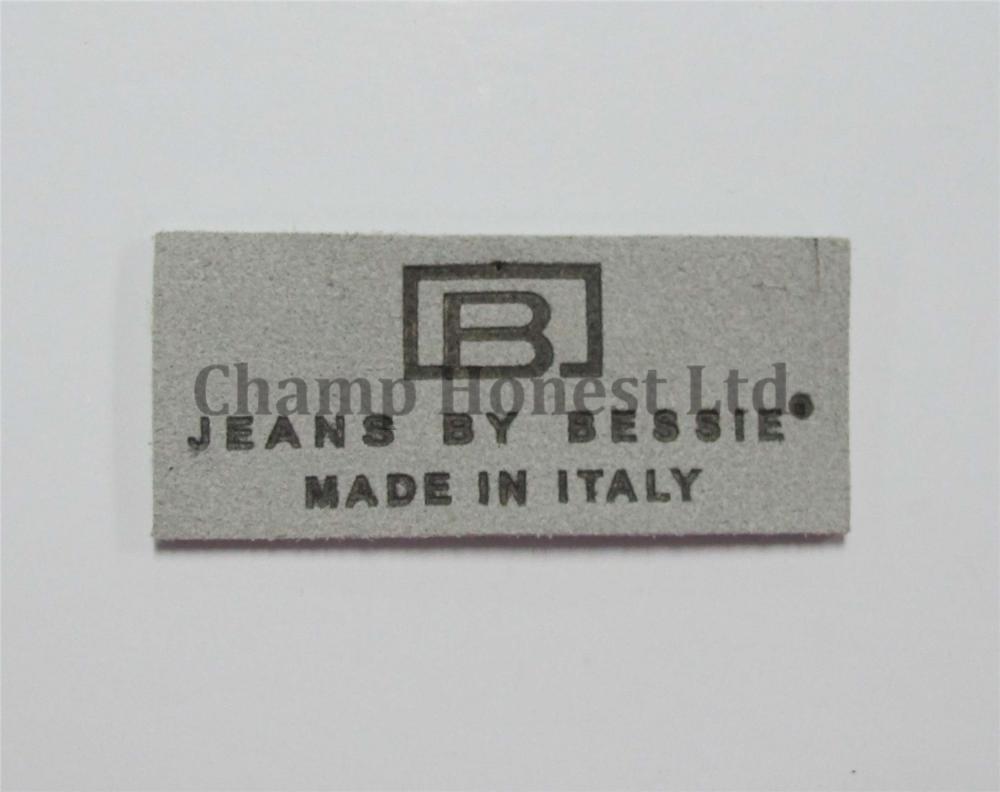 B
Champ Honest Ltd.
JEANS BY BESSIE®
MADE IN ITALY